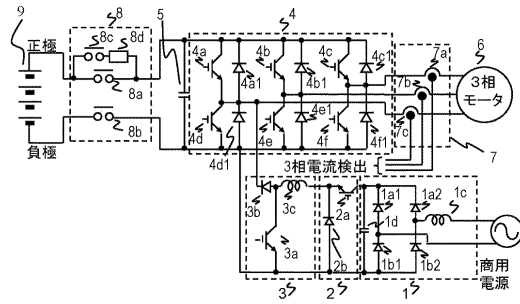 9
正極
負極
8
8c
8d
8a
8b
5
4
4a
4b
4c
4c1
4a1
4b1
4e1
4d
4e
4f
4f1
4d1
7a
7b
7c
7
6
3相
モータ
3相電流検出
3b
3c
3a
3
2a
2b
2
1a1
1a2
1c
1d
1b1
1b2
1
商用
電源